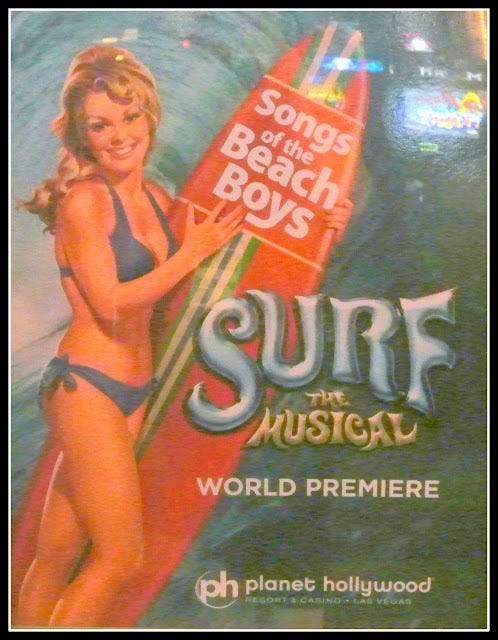 Songs
of the
Beach
Boys
SURF
THE
MUSICAL
WORLD PREMIERE
ph planet hollywood
RESORT & CASINO • LAS VEGAS